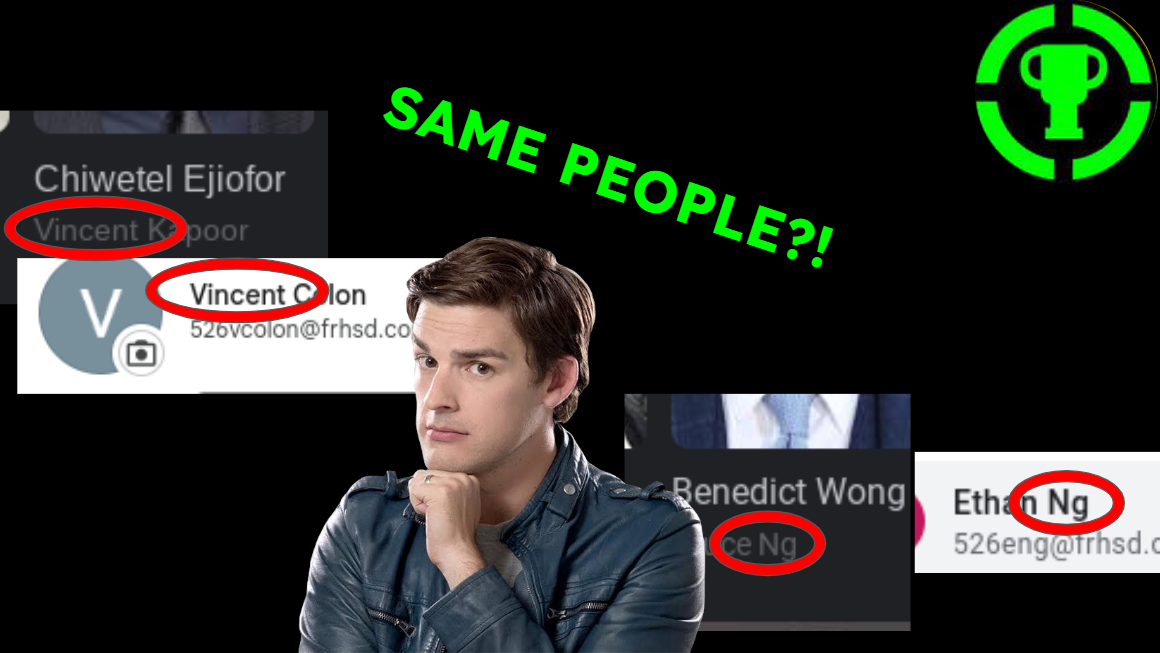 SAME PEOPLE?!
Chiwetel Ejiofor
Vincent Kapoor
V
Vincent Colon
526vcolon@frhsd.co
Benedict Wong
ce Ng
Ethan Ng
526eng@frhsd.c